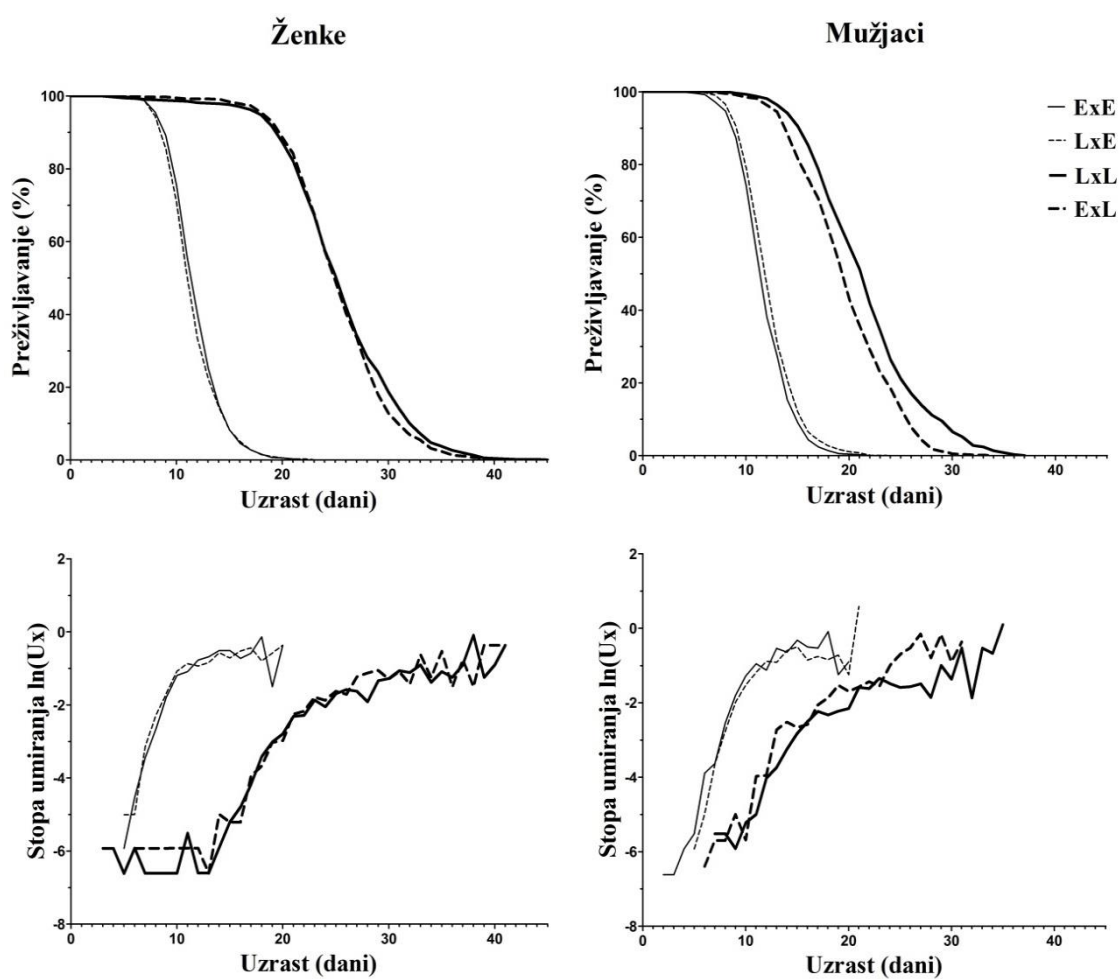 Ženke
Mužjaci
Preživljavanje (%)
100
80
60
40
20
0
0 10 20 30 40
Uzrast (dani)
Preživljavanje (%)
100
80
60
40
20
0
0 10 20 30 40
Uzrast (dani)
ExE
LxE
LxL
ExL
Stopa umiranja ln(Ux)
2
0
-2
-4
-6
-8
0 10 20 30 40
Uzrast (dani)
Stopa umiranja ln(Ux)
2
0
-2
-4
-6
-8
0 10 20 30 40
Uzrast (dani)